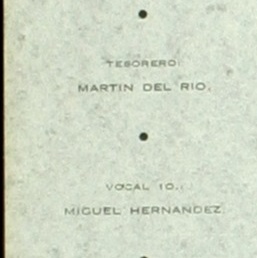 TESORERO:
MARTIN DEL RIO.
VOCAL 1O.:
MIGUEL HERNANDEZ.